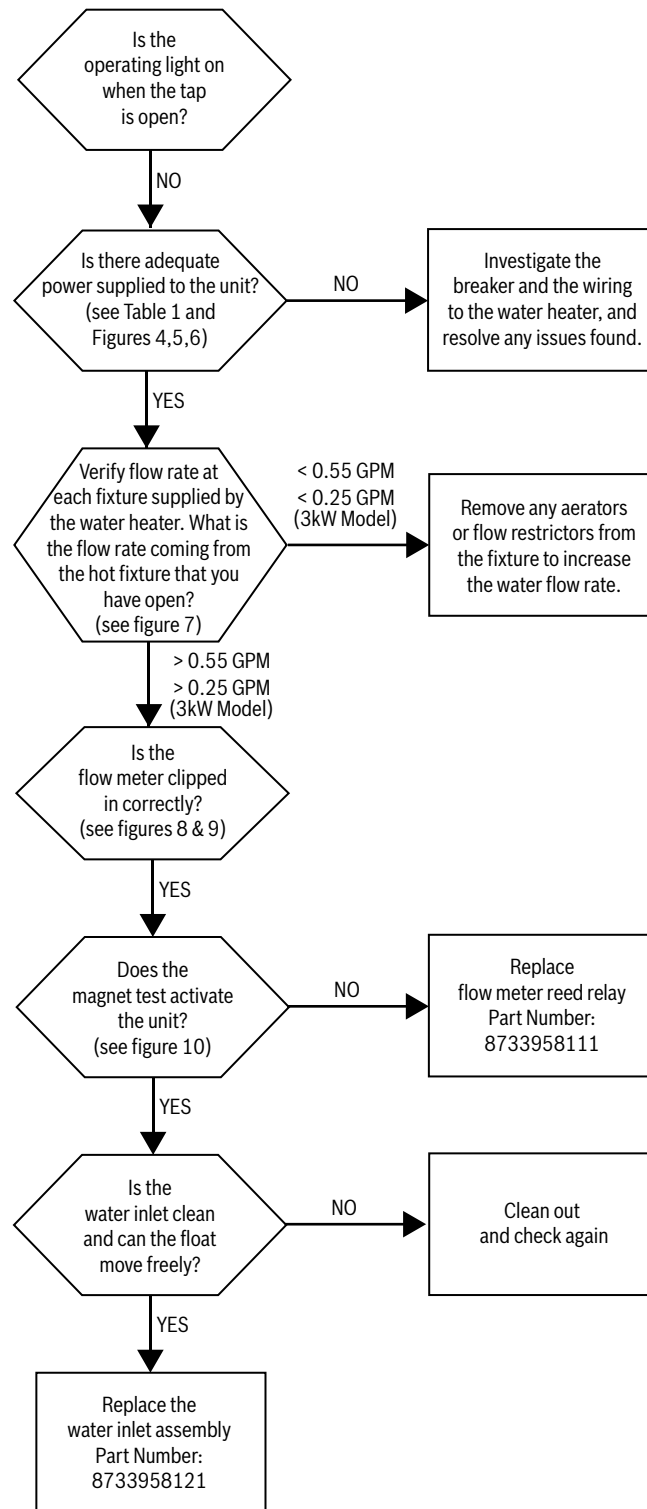 Is the
operating light on
when the tap
is open?
NO
Is there adequate
power supplied to the unit?
(see Table 1 and
Figures 4,5,6)
NO
Investigate the
breaker and the wiring
to the water heater, and
resolve any issues found.
YES
Verify flow rate at
each fixture supplied by
the water heater. What is
the flow rate coming from
the hot fixture that you
have open?
(see figure 7)
< 0.55 GPM
< 0.25 GPM
(3kW Model)
Remove any aerators
or flow restrictors from
the fixture to increase
the water flow rate.
> 0.55 GPM
> 0.25 GPM
(3kW Model)
Is the
flow meter clipped
in correctly?
(see figures 8 & 9)
YES
Does the
magnet test activate
the unit?
(see figure 10)
NO
Replace
flow meter reed relay
Part Number:
8733958111
YES
Is the
water inlet clean
and can the float
move freely?
NO
Clean out
and check again
YES
Replace the
water inlet assembly
Part Number:
8733958121